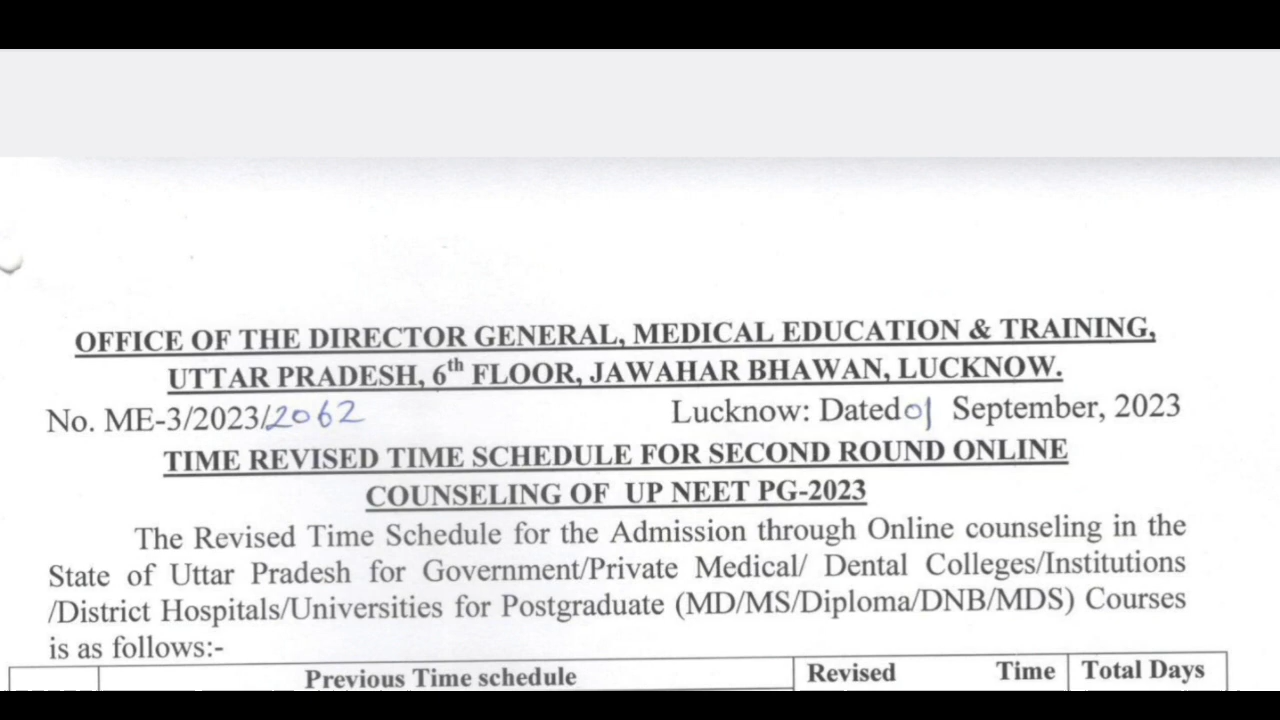 OFFICE OF THE DIRECTOR GENERAL, MEDICAL EDUCATION & TRAINING,
UTTAR PRADESH, 6th FLOOR, JAWAHAR BHAWAN, LUCKNOW.
No. ME-3/2023/2062 Lucknow: Dated 01 September, 2023
TIME REVISED TIME SCHEDULE FOR SECOND ROUND ONLINE
COUNSELING OF UP NEET PG-2023
The Revised Time Schedule for the Admission through Online counseling in the
State of Uttar Pradesh for Government/Private Medical/ Dental Colleges/Institutions
/District Hospitals/Universities for Postgraduate (MD/MS/Diploma/DNB/MDS) Courses
is as follows:-
Previous Time schedule Revised Time Total Days